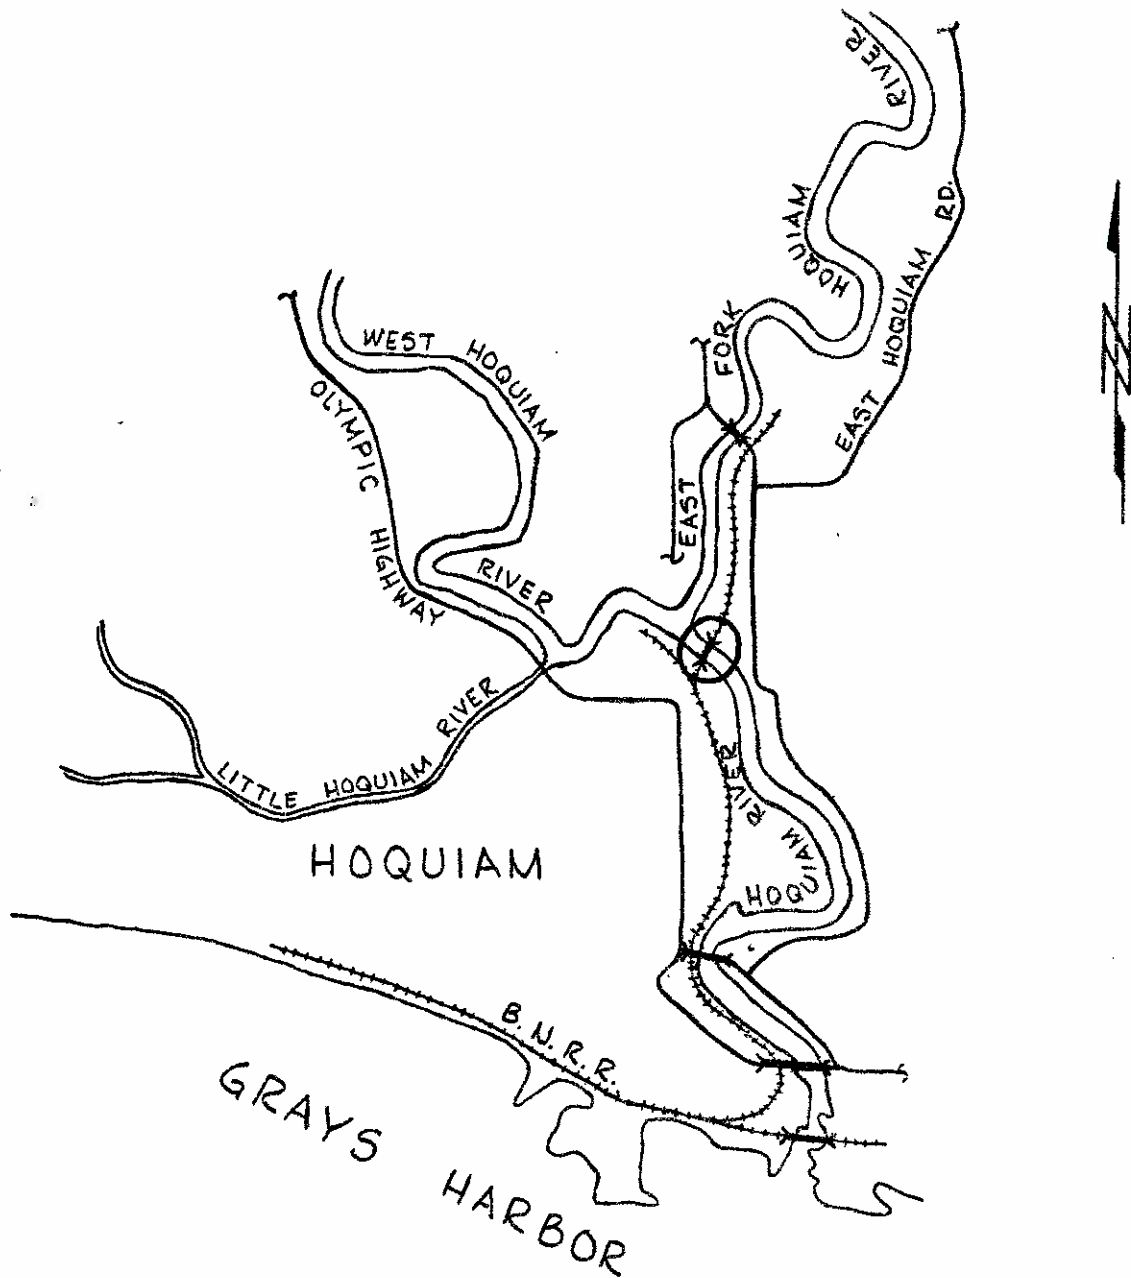 EAST FORK HOQUIAM RIVER
EAST HOQUIAM RD.
N
WEST HOQUIAM RIVER
OLYMPIC HIGHWAY
LITTLE HOQUIAM RIVER
HOQUIAM RIVER
HOQUIAM
B.N.R.R.
GRAYS HARBOR